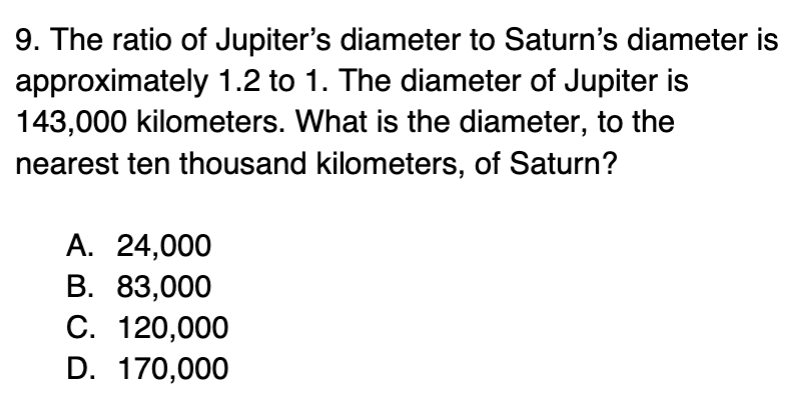 9. The ratio of Jupiter’s diameter to Saturn’s diameter is
approximately 1.2 to 1. The diameter of Jupiter is
143,000 kilometers. What is the diameter, to the
nearest ten thousand kilometers, of Saturn?
A. 24,000
B. 83,000
C. 120,000
D. 170,000